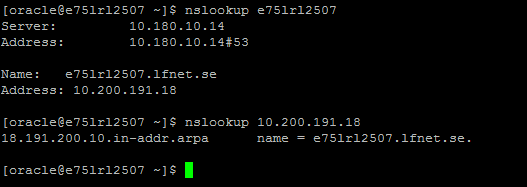 [oracle@e75lrl2507 ~]$ nslookup e75lrl2507
Server:         10.180.10.14
Address:        10.180.10.14#53
Name:   e75lrl2507.lfnet.se
Address: 10.200.191.18
[oracle@e75lrl2507 ~]$ nslookup 10.200.191.18
18.191.200.10.in-addr.arpa      name = e75lrl2507.lfnet.se.
[oracle@e75lrl2507 ~]$